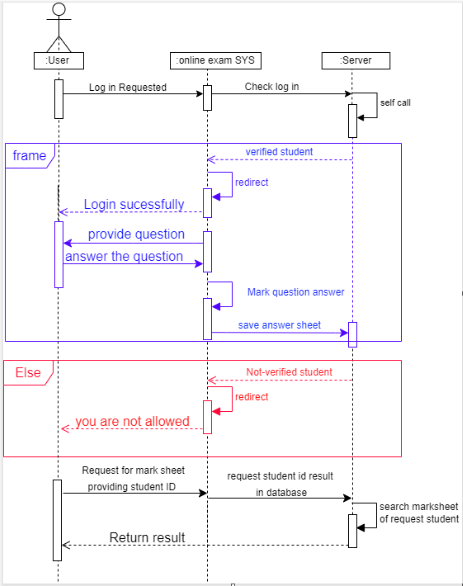 :User
:online exam SYS
:Server
Log in Requested
Check log in
self call
frame
verified student
redirect
Login sucessfully
provide question
answer the question
Mark question answer
save answer sheet
Else
Not-verified student
redirect
you are not allowed
Request for mark sheet
providing student ID
request student id result
in database
search marksheet
of request student
Return result